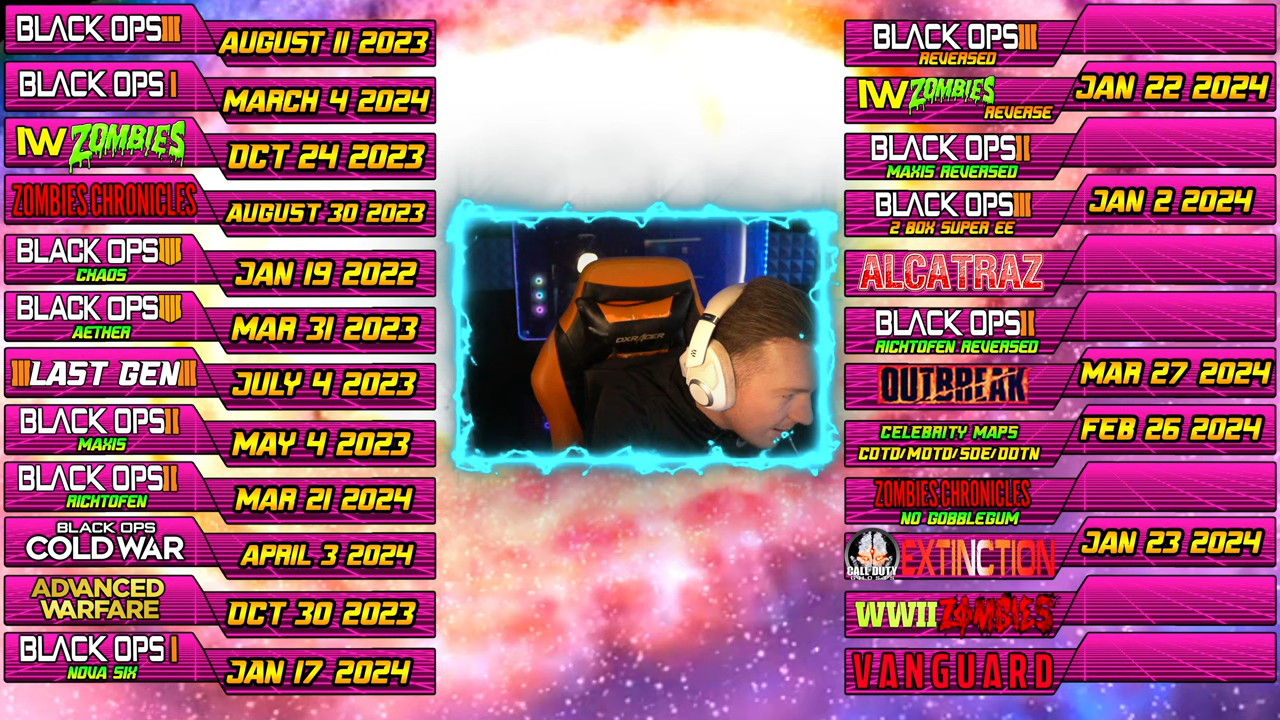 BLACK OPS IIII
AUGUST 11 2023
BLACK OPS I
MARCH 4 2024
IW ZOMBIES
OCT 24 2023
ZOMBIES CHRONICLES
AUGUST 30 2023
BLACK OPS IIII
CHAOS
JAN 19 2022
BLACK OPS IIII
AETHER
MAR 31 2023
LAST GEN
JULY 4 2023
BLACK OPS II
MAXIS
MAY 4 2023
BLACK OPS II
RICHTOFEN
MAR 21 2024
BLACK OPS
COLD WAR
APRIL 3 2024
ADVANCED
WARFARE
OCT 30 2023
BLACK OPS I
NOVA SIX
JAN 17 2024
DXRACER
BLACK OPS III
REVERSED
IW ZOMBIES
REVERSE
JAN 22 2024
BLACK OPS II
MAXIS REVERSED
BLACK OPS IIII
2 BOX SUPER EE
JAN 2 2024
ALCATRAZ
BLACK OPS II
RICHTOFEN REVERSED
OUTBREAK
MAR 27 2024
CELEBRITY MAPS
COTD/MOTD/SOE/DOTN
FEB 26 2024
ZOMBIES CHRONICLES
NO GOBBLEGUM
CALL DUTY
EXTINCTION
JAN 23 2024
WWII ZOMBIES
VANGUARD